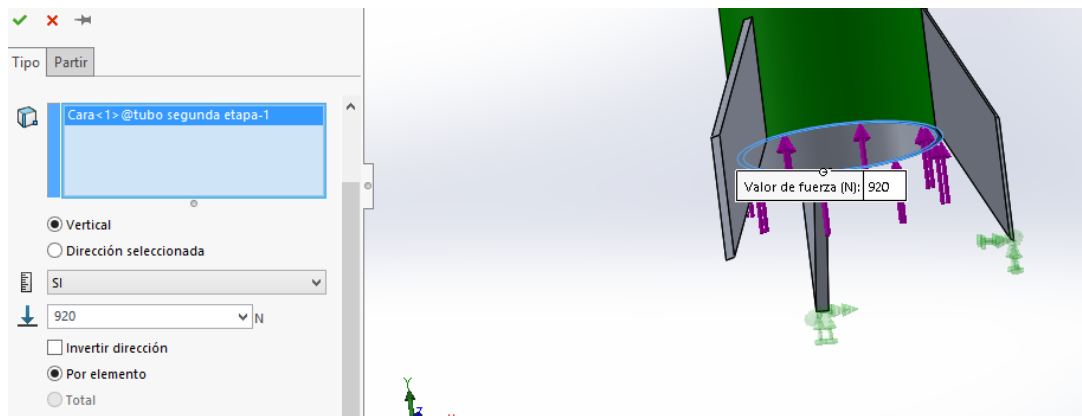 Tipo Partir
Cara<1>@tubo segunda etapa-1
Vertical
Dirección seleccionada
SI
920 N
Invertir dirección
Por elemento
Total
Valor de fuerza (N): 920
Y
Z